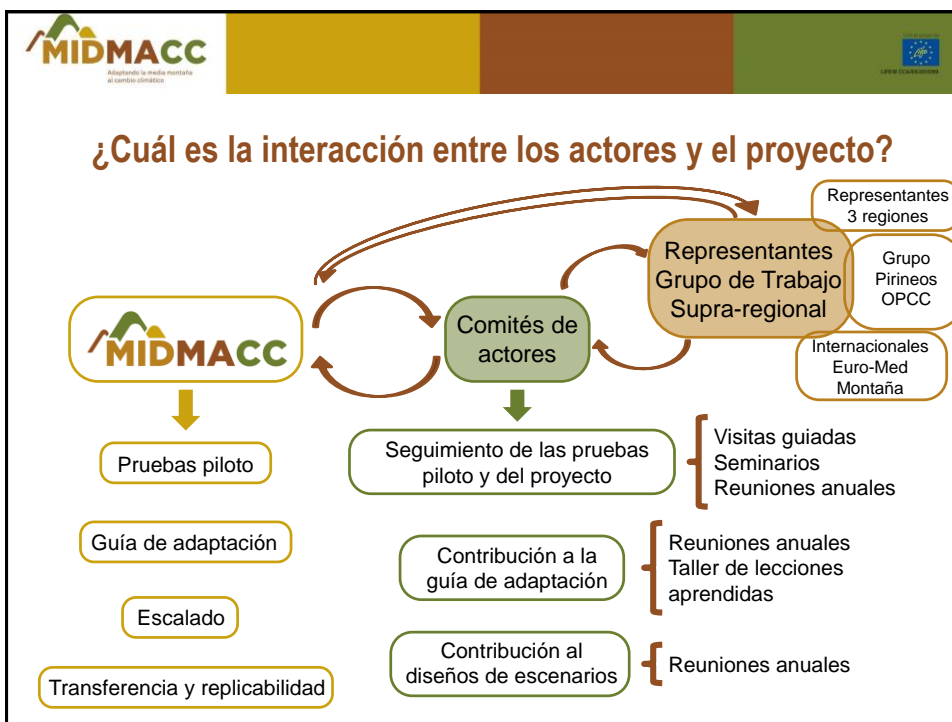 MIDMACC
Adaptando la media montaña
al cambio climático
¿Cuál es la interacción entre los actores y el proyecto?
Representantes
3 regiones
Representantes
Grupo de Trabajo
Supra-regional
Grupo
Pirineos
OPCC
Internacionales
Euro-Med
Montaña
MIDMACC
Comités de
actores
Pruebas piloto
Guía de adaptación
Escalado
Transferencia y replicabilidad
Seguimiento de las pruebas
piloto y del proyecto
Visitas guiadas
Seminarios
Reuniones anuales
Contribución a la
guía de adaptación
Reuniones anuales
Taller de lecciones
aprendidas
Contribución al
diseños de escenarios
Reuniones anuales